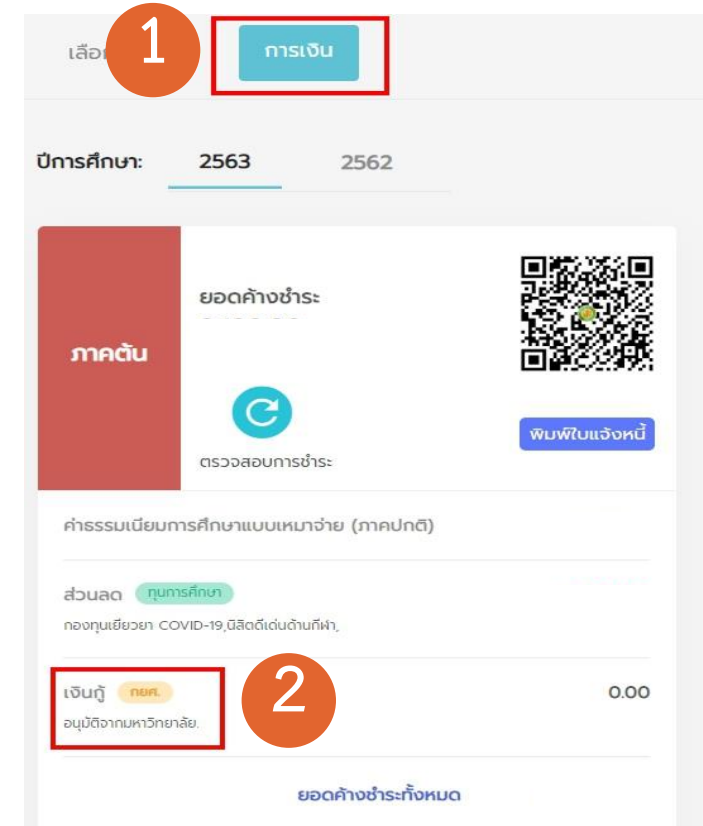 1
การเงิน
ปีการศึกษา: 2563 2562
ยอดค้างชำระ
ภาคต้น
พิมพ์ใบแจ้งหนี้
ตรวจสอบการชำระ
ค่าธรรมเนียมการศึกษาแบบเหมาจ่าย (ภาคปกติ)
ส่วนลด ทุนการศึกษา
กองทุนเยียวยา COVID-19,นิสิตดีเด่นด้านกีฬา,
เงินกู้ กยศ. 2 0.00
อนุมัติจากมหาวิทยาลัย.
ยอดค้างชำระทั้งหมด